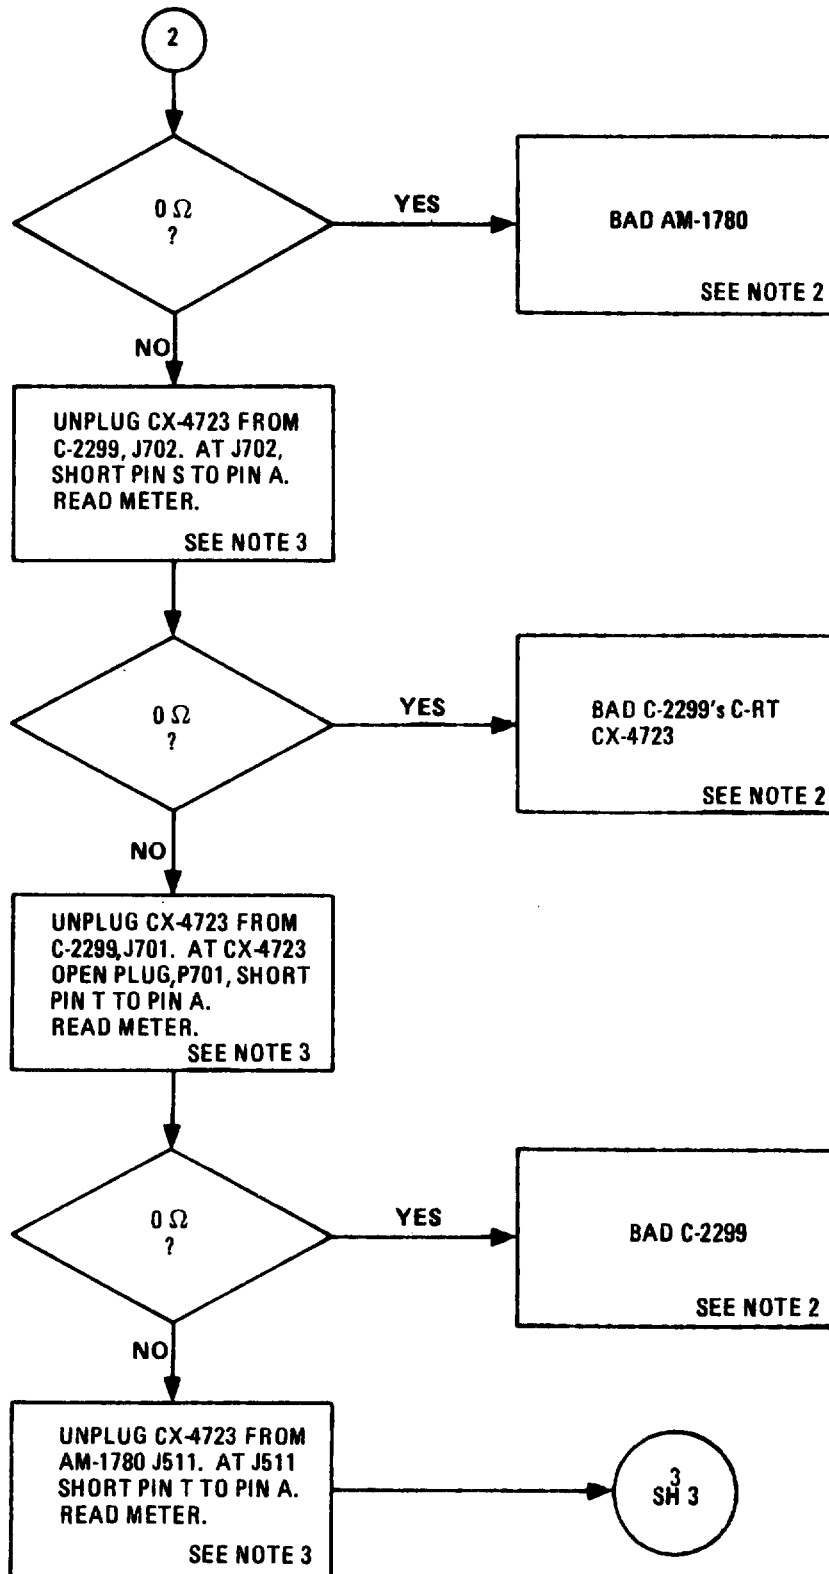 2
0 Ω
?
YES
BAD AM-1780
SEE NOTE 2
NO
UNPLUG CX-4723 FROM
C-2299, J702. AT J702,
SHORT PIN S TO PIN A.
READ METER.
SEE NOTE 3
0 Ω
?
YES
BAD C-2299's C-RT
CX-4723
SEE NOTE 2
NO
UNPLUG CX-4723 FROM
C-2299,J701. AT CX-4723
OPEN PLUG,P701, SHORT
PIN T TO PIN A.
READ METER.
SEE NOTE 3
0 Ω
?
YES
BAD C-2299
SEE NOTE 2
NO
UNPLUG CX-4723 FROM
AM-1780 J511. AT J511
SHORT PIN T TO PIN A.
READ METER.
SEE NOTE 3
3
SH 3